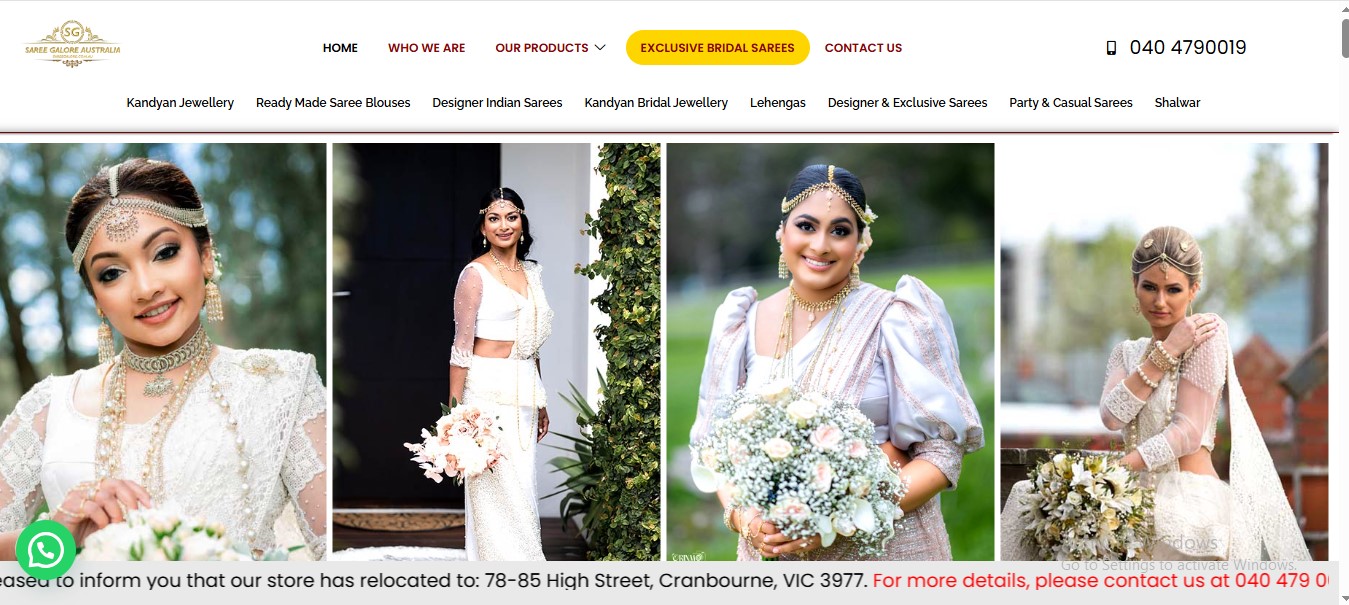 SG
SAREE GALORE AUSTRALIA
HOME
WHO WE ARE
OUR PRODUCTS
EXCLUSIVE BRIDAL SAREES
CONTACT US
040 4790019
Kandyan Jewellery
Ready Made Saree Blouses
Designer Indian Sarees
Kandyan Bridal Jewellery
Lehengas
Designer & Exclusive Sarees
Party & Casual Sarees
Shalwar
Go to Settings to activate Windows.
eased to inform you that our store has relocated to: 78-85 High Street, Cranbourne, VIC 3977. For more details, please contact us at 040 479 0